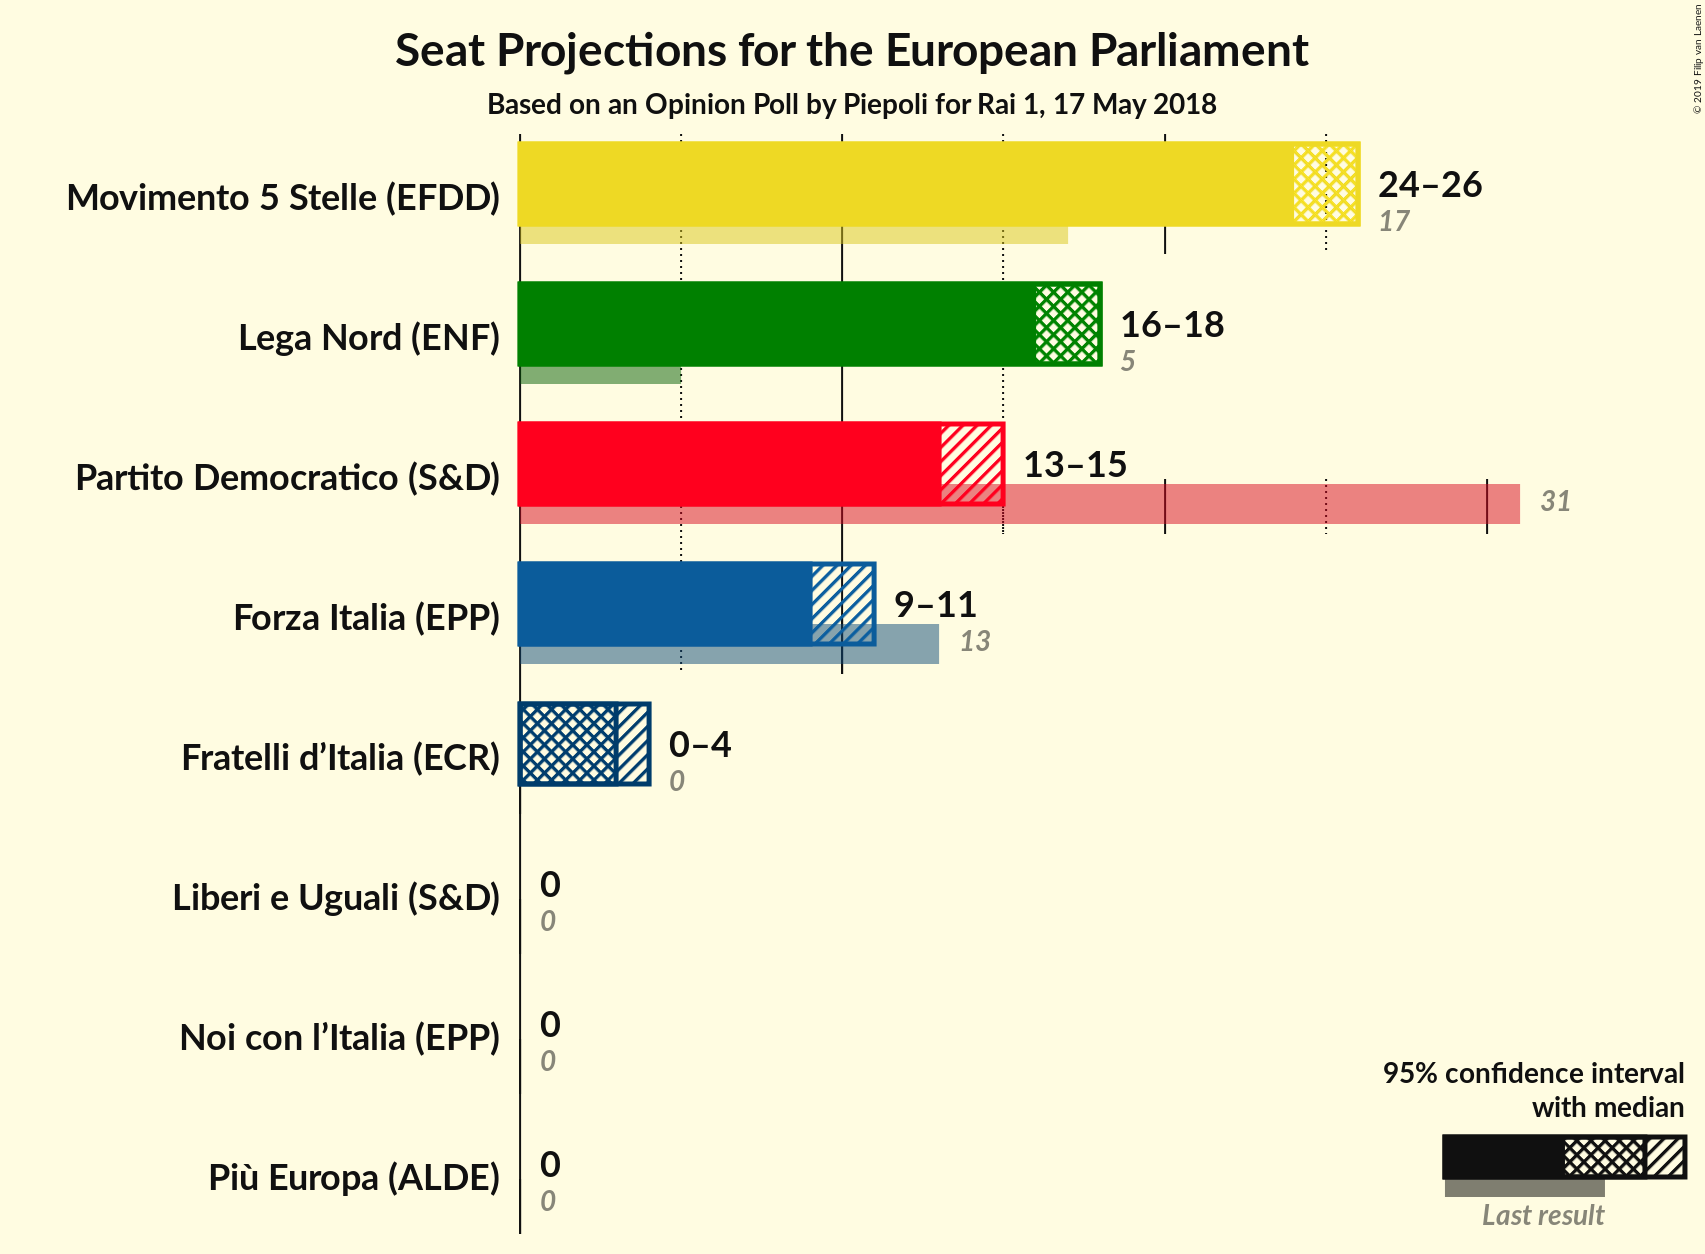 Seat Projections for the European Parliament
Based on an Opinion Poll by Piepoli for Rai 1, 17 May 2018
© 2019 Filip van Laenen
Movimento 5 Stelle (EFDD)
24–26
17
Lega Nord (ENF)
16–18
5
Partito Democratico (S&D)
13–15
31
Forza Italia (EPP)
9–11
13
Fratelli d’Italia (ECR)
0–4
0
Liberi e Uguali (S&D)
0
0
Noi con l’Italia (EPP)
0
0
Più Europa (ALDE)
0
0
95% confidence interval
with median
Last result